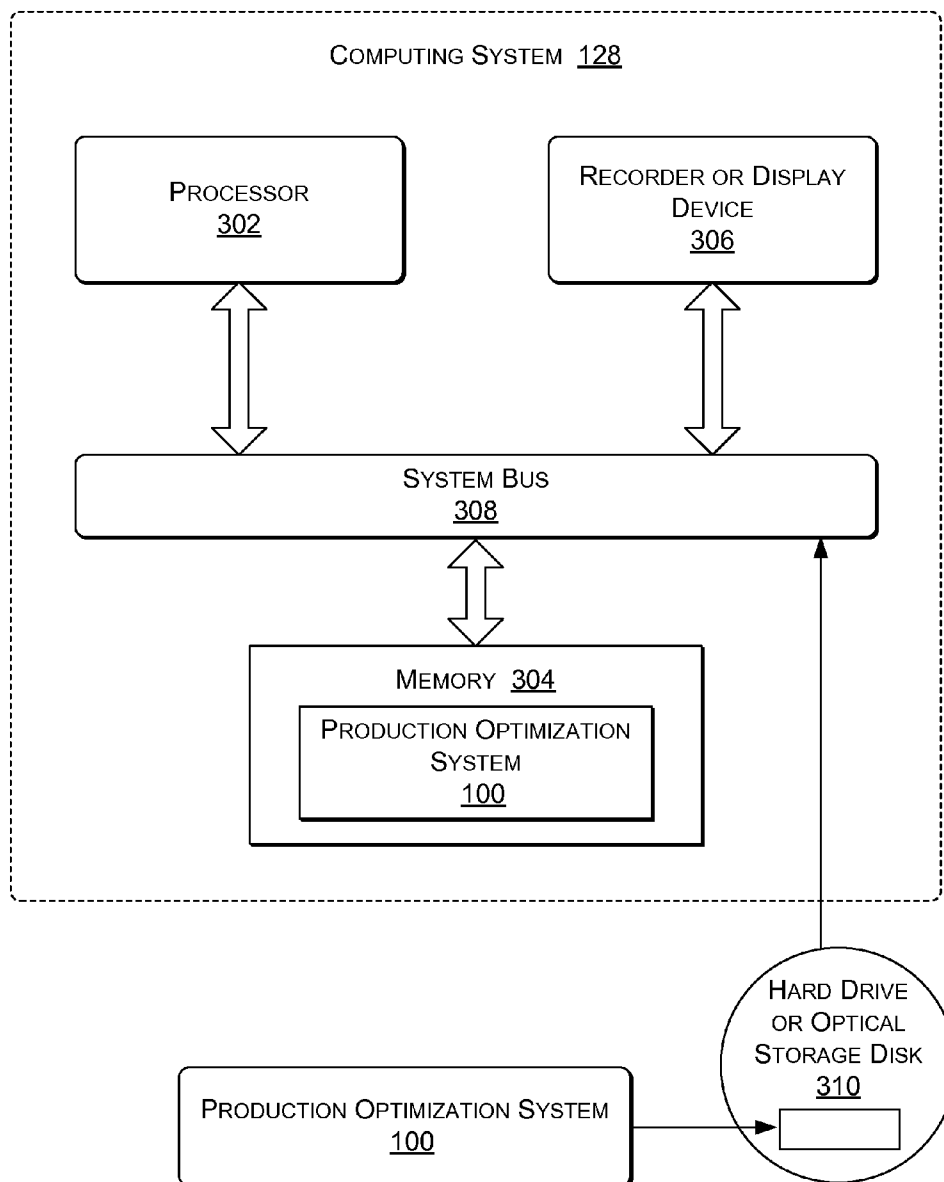 COMPUTING SYSTEM 128
PROCESSOR
302
RECORDER OR DISPLAY
DEVICE
306
SYSTEM BUS
308
MEMORY 304
PRODUCTION OPTIMIZATION
SYSTEM
100
HARD DRIVE
OR OPTICAL
STORAGE DISK
310
PRODUCTION OPTIMIZATION SYSTEM
100